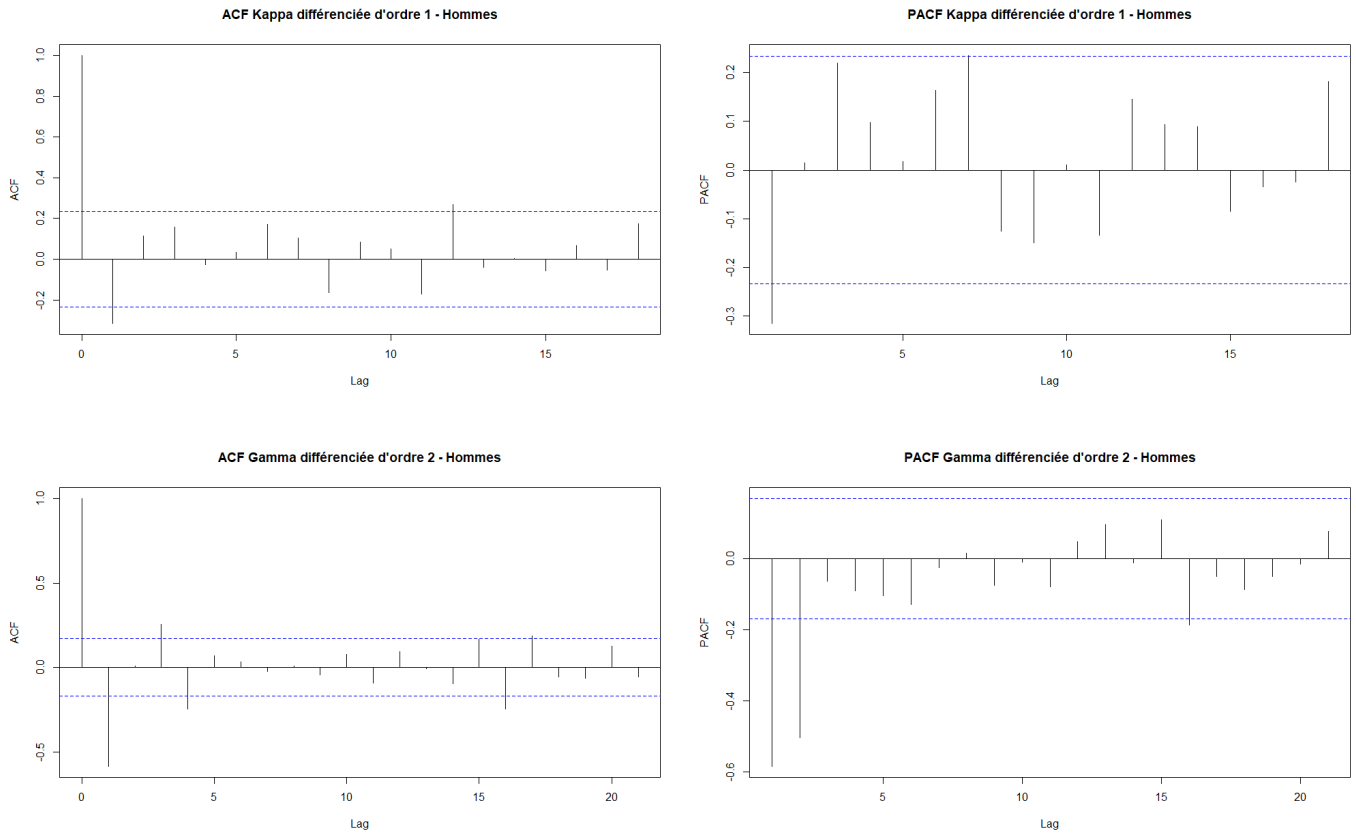 ACF Kappa différenciée d'ordre 1 - Hommes
ACF
1.0
0.8
0.6
0.4
0.2
0.0
-0.2
0 5 10 15
Lag
PACF Kappa différenciée d'ordre 1 - Hommes
PACF
0.2
0.1
0.0
-0.1
-0.2
-0.3
5 10 15
Lag
ACF Gamma différenciée d'ordre 2 - Hommes
ACF
1.0
0.5
0.0
-0.5
0 5 10 15 20
Lag
PACF Gamma différenciée d'ordre 2 - Hommes
PACF
0.0
-0.2
-0.4
-0.6
5 10 15 20
Lag